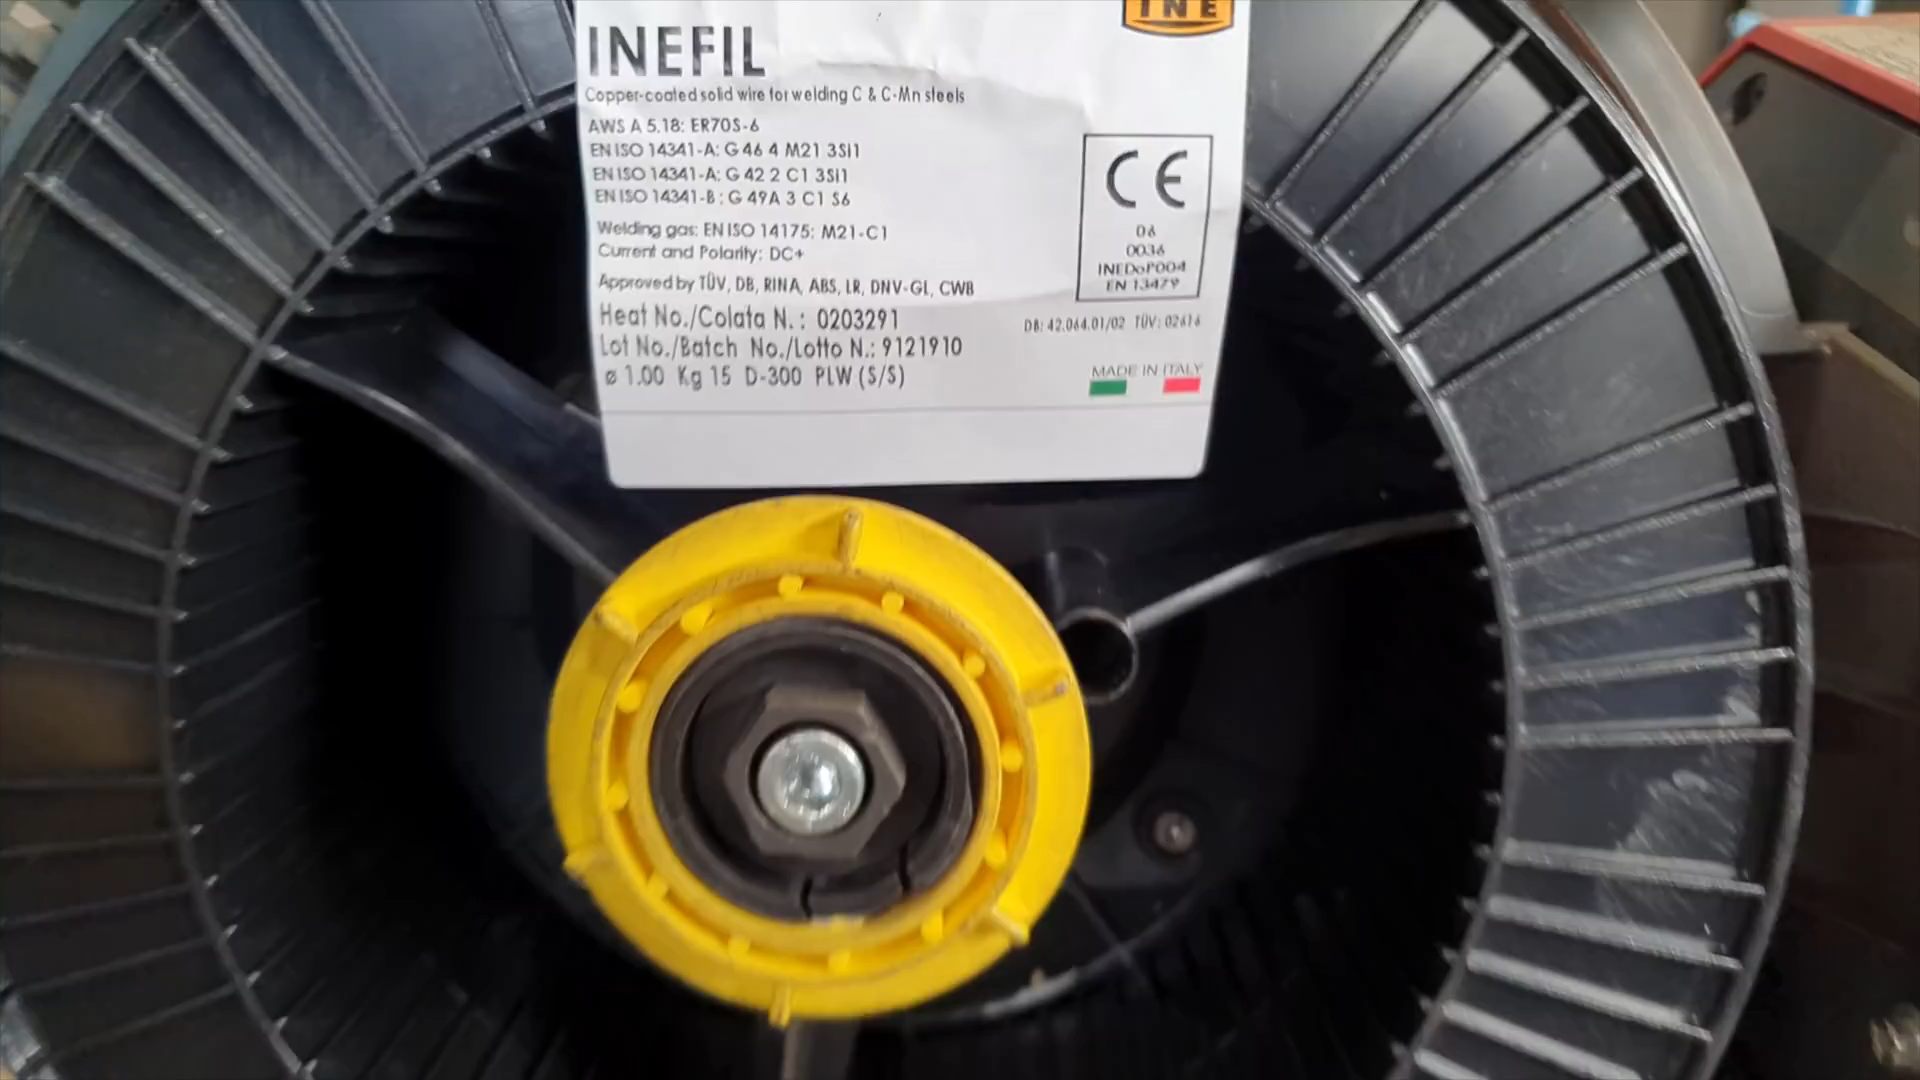 INE
INEFIL
Copper-coated solid wire for welding C & C-Mn steels
AWS A 5.18: ER70S-6
EN ISO 14341-A: G 46 4 M21 3Si1
EN ISO 14341-A: G 42 2 C1 3Si1
EN ISO 14341-B : G 49A 3 C1 S6
Welding gas: EN ISO 14175: M21-C1
Current and Polarity: DC+
Approved by TÜV, DB, RINA, ABS, LR, DNV-GL, CWB
Heat No./Colata N. : 0203291
Lot No./Batch No./Lotto N.: 9121910
ø 1.00 Kg 15 D-300 PLW (S/S)
CE
06
0036
INEDoP004
EN 13479
DB: 42.064.01/02 TÜV: 02616
MADE IN ITALY